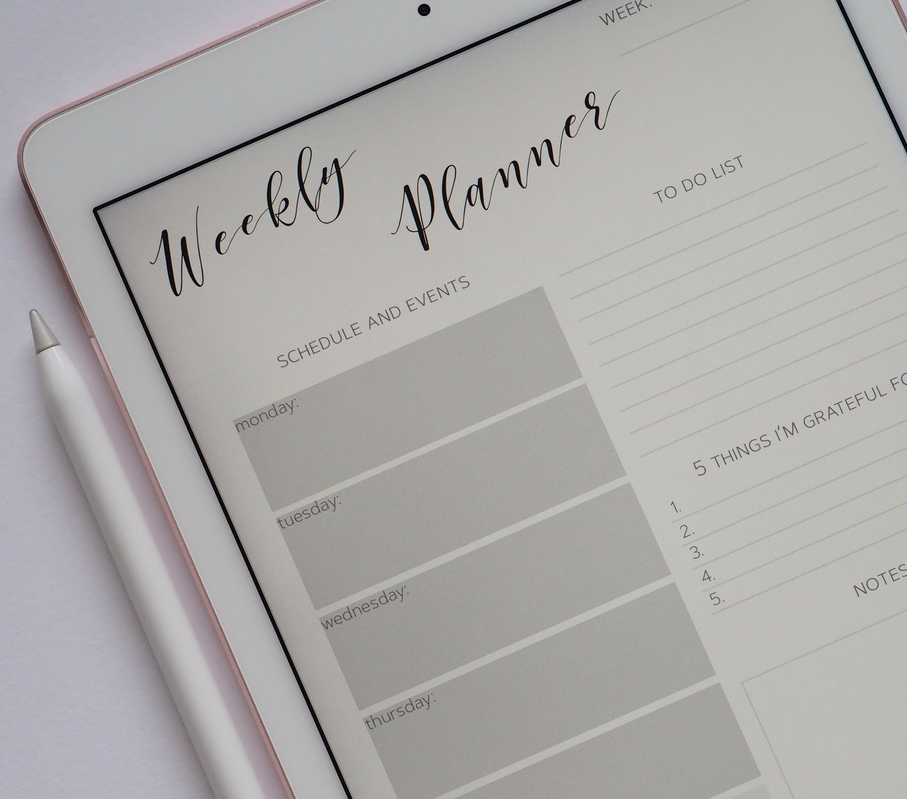 WEEK:
Weekly Planner
SCHEDULE AND EVENTS
monday:
tuesday:
wednesday:
thursday:
TO DO LIST
5 THINGS I'M GRATEFUL FO
1.
2.
3.
4.
5.
NOTES